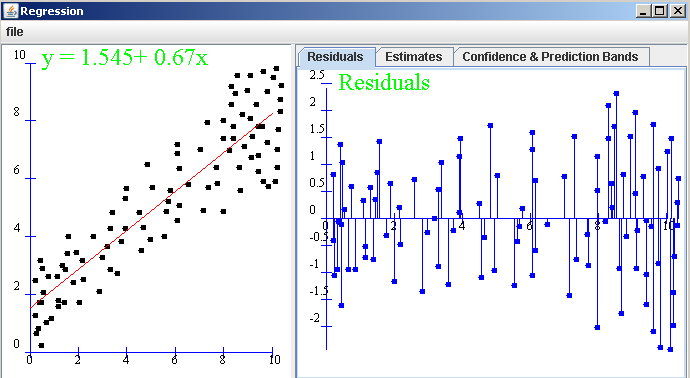 Regression
file
Residuals Estimates Confidence & Prediction Bands
y = 1.545+ 0.67x
10
8
6
4
2
0
0 2 4 6 8 10
Residuals
2.5
2
1.5
1
0.5
0
-0.5
-1
-1.5
-2
0 2 4 6 8 10